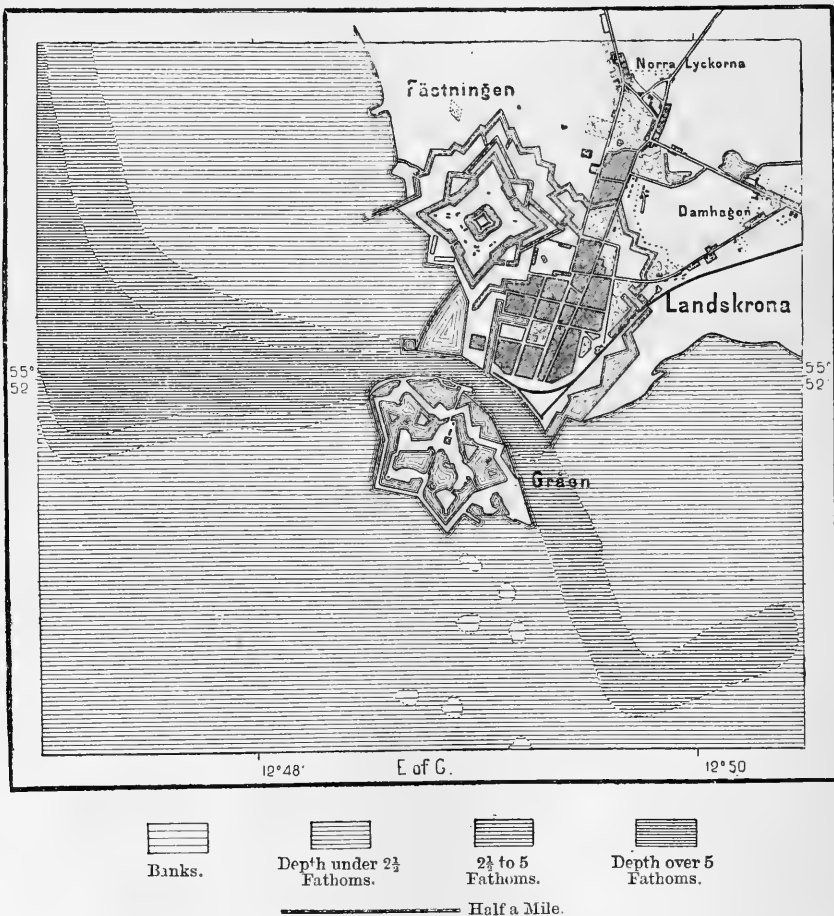 Norra Lyckorna
Fästningen
Damhagen
Landskrona
55°
52'
55°
52'
Gråen
12°48'
E of G.
12°50
Banks.
Depth under 2½
Fathoms.
2½ to 5
Fathoms.
Depth over 5
Fathoms.
Half a Mile.